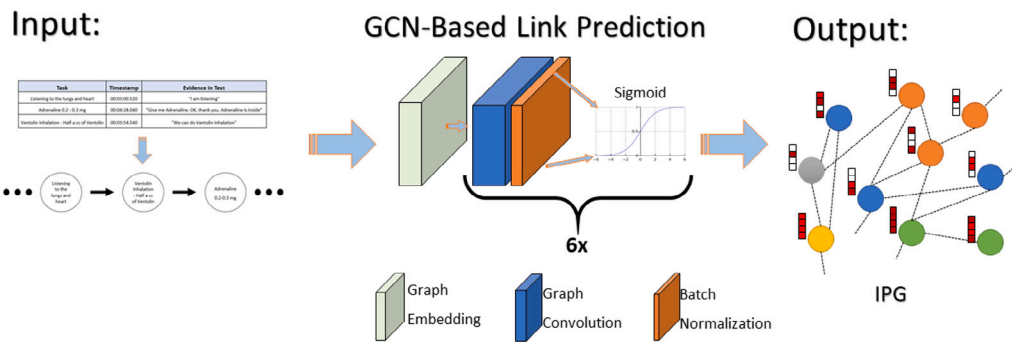 Input:
GCN-Based Link Prediction
Output:
Task Timestamp Evidence In Text
Listening to the lungs and heart 00:03:00.520 "I am listening"
Adrenaline 0.2 - 0.3 mg 00:04:28.040 "Give me Adrenaline. OK, thank you, Adrenaline is inside"
Ventolin Inhalation - Half a cc of Ventolin 00:03:54.540 "We can do Ventolin inhalation"
Listening
to the
lungs and
heart
Ventolin
Inhalation
- Half a cc
of Ventolin
Adrenaline
0.2-0.3 mg
Sigmoid
6x
Graph
Embedding
Graph
Convolution
Batch
Normalization
IPG